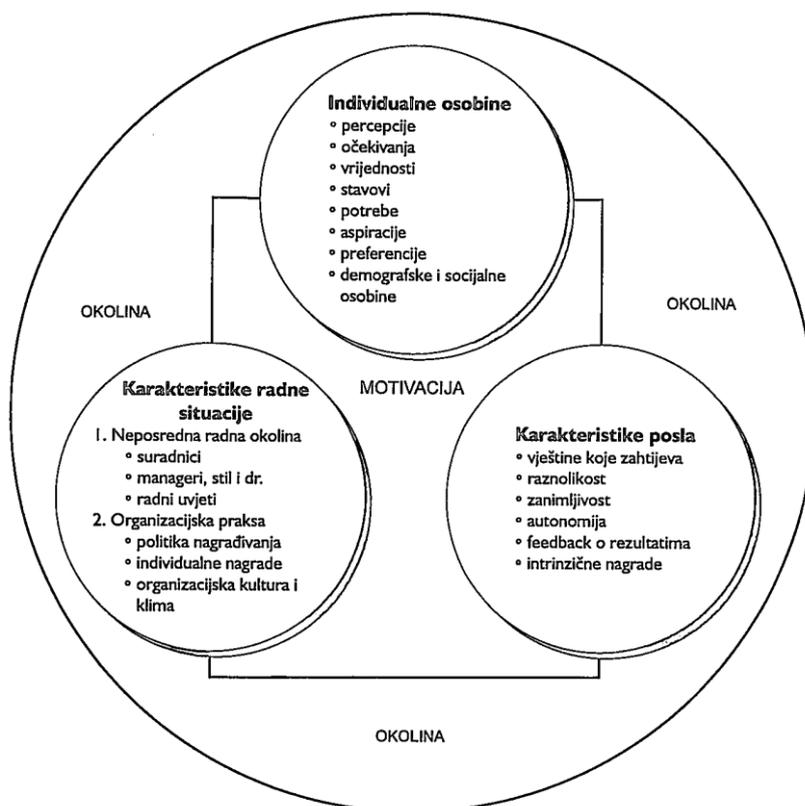 Individualne osobine
° percepcije
° očekivanja
° vrijednosti
° stavovi
° potrebe
° aspiracije
° preferencije
° demografske i socijalne
osobine
OKOLINA
OKOLINA
MOTIVACIJA
Karakteristike radne
situacije
1. Neposredna radna okolina
° suradnici
° manageri, stil i dr.
° radni uvjeti
2. Organizacijska praksa
° politika nagrađivanja
° individualne nagrade
° organizacijska kultura i
klima
Karakteristike posla
° vještine koje zahtijeva
° raznolikost
° zanimljivost
° autonomija
° feedback o rezultatima
° intrinzične nagrade
OKOLINA